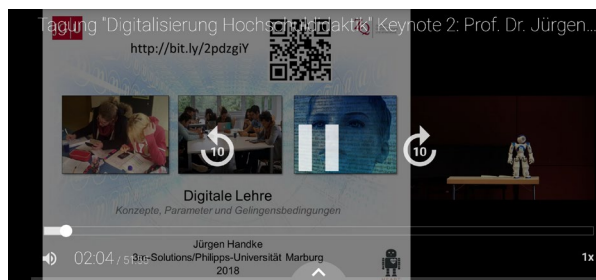 Tagung "Digitalisierung Hochschuldidaktik" Keynote 2: Prof. Dr. Jürgen...
http://bit.ly/2pdzgiY
10
10
Digitale Lehre
Konzepte, Parameter und Gelingensbedingungen
Jürgen Handke
02:04
-Solutions/Philipps-Universität Marburg
1x
2018